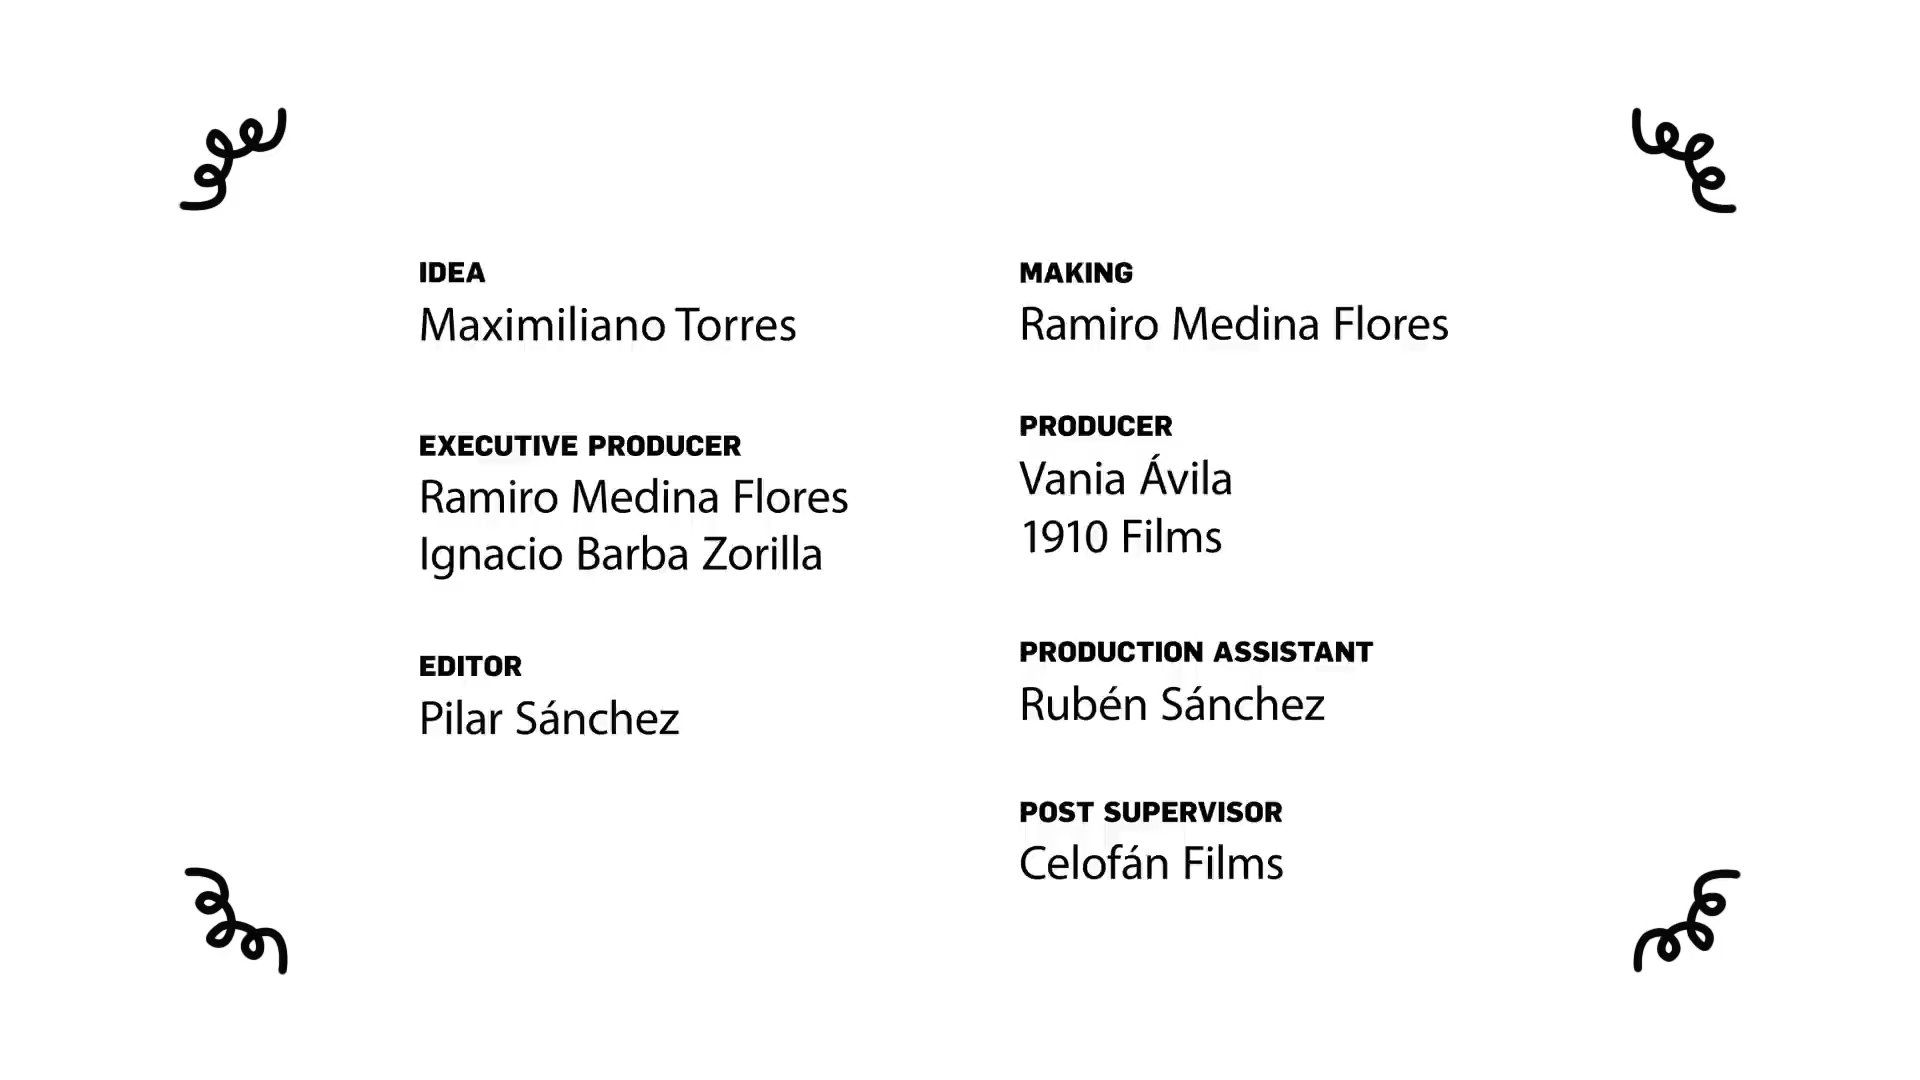 IDEA
Maximiliano Torres
EXECUTIVE PRODUCER
Ramiro Medina Flores
Ignacio Barba Zorilla
EDITOR
Pilar Sánchez
MAKING
Ramiro Medina Flores
PRODUCER
Vania Ávila
1910 Films
PRODUCTION ASSISTANT
Rubén Sánchez
POST SUPERVISOR
Celofán Films